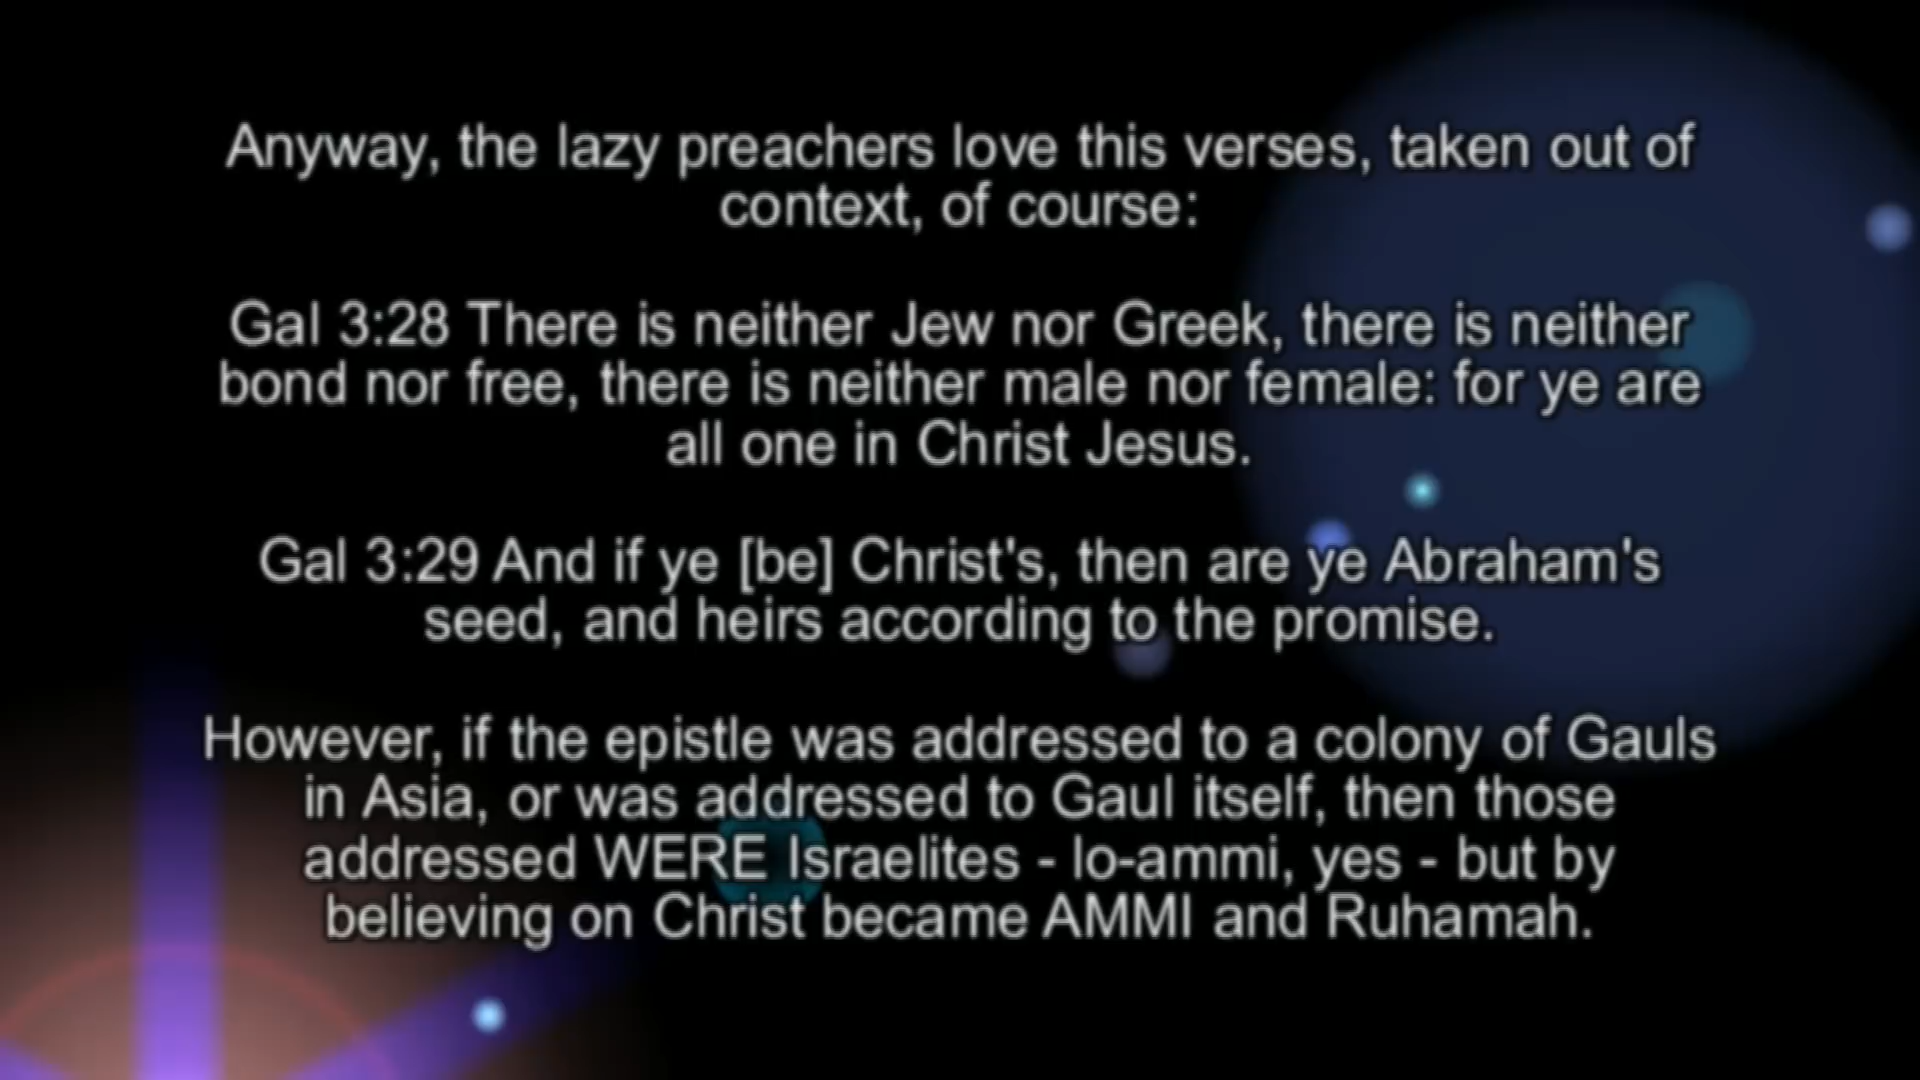 Anyway, the lazy preachers love this verses, taken out of
context, of course:
Gal 3:28 There is neither Jew nor Greek, there is neither
bond nor free, there is neither male nor female: for ye are
all one in Christ Jesus.
Gal 3:29 And if ye [be] Christ's, then are ye Abraham's
seed, and heirs according to the promise.
However, if the epistle was addressed to a colony of Gauls
in Asia, or was addressed to Gaul itself, then those
addressed WERE Israelites - lo-ammi, yes - but by
believing on Christ became AMMI and Ruhamah.